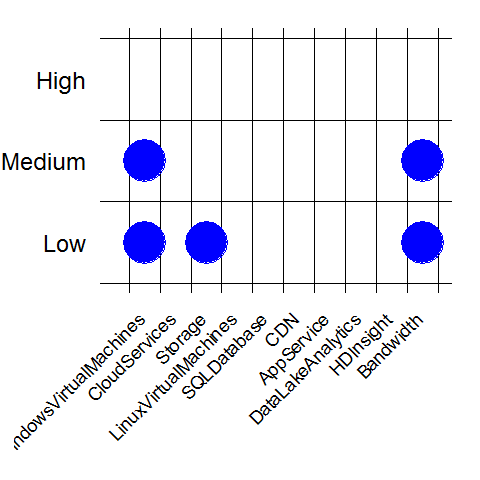 High
Medium
Low
ndowsVirtualMachines
CloudServices
Storage
LinuxVirtualMachines
SQLDatabase
CDN
AppService
DataLakeAnalytics
HDInsight
Bandwidth